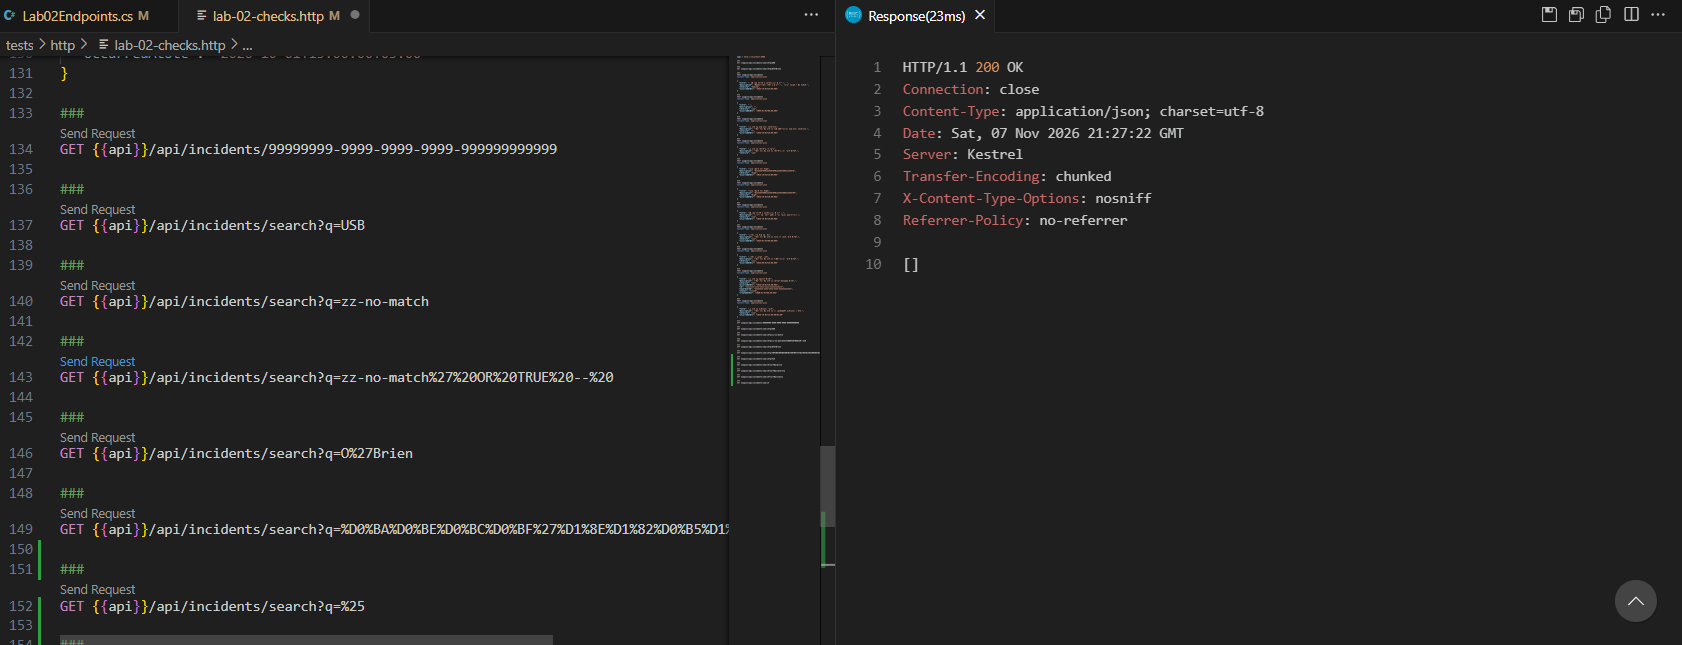 Lab02Endpoints.cs M
lab-02-checks.http M
tests > http > lab-02-checks.http > ...
131 }
132
133 ###
Send Request
134 GET {{api}}/api/incidents/99999999-9999-9999-9999-999999999999
135
136 ###
Send Request
137 GET {{api}}/api/incidents/search?q=USB
138
139 ###
Send Request
140 GET {{api}}/api/incidents/search?q=zz-no-match
141
142 ###
Send Request
143 GET {{api}}/api/incidents/search?q=zz-no-match%27%20OR%20TRUE%20--%20
144
145 ###
Send Request
146 GET {{api}}/api/incidents/search?q=O%27Brien
147
148 ###
Send Request
149 GET {{api}}/api/incidents/search?q=%D0%BA%D0%BE%D0%BC%D0%BF%27%D1%8E%D1%82%D0%B5%D1%
150
151 ###
Send Request
152 GET {{api}}/api/incidents/search?q=%25
153
154 ###
Response(23ms)
1 HTTP/1.1 200 OK
2 Connection: close
3 Content-Type: application/json; charset=utf-8
4 Date: Sat, 07 Nov 2026 21:27:22 GMT
5 Server: Kestrel
6 Transfer-Encoding: chunked
7 X-Content-Type-Options: nosniff
8 Referrer-Policy: no-referrer
9
10 []